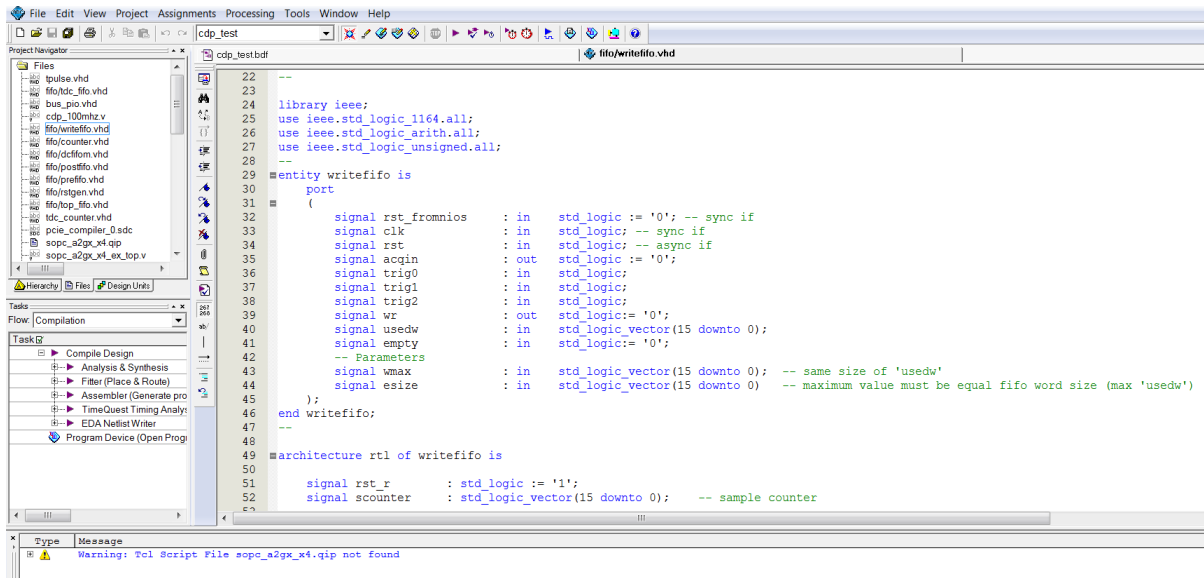 File Edit View Project Assignments Processing Tools Window Help
cdp_test
Project Navigator
Files
tpulse.vhd
fifo/tdc_fifo.vhd
bus_pio.vhd
cdp_100mhz.v
fifo/writefifo.vhd
fifo/counter.vhd
fifo/dcfifom.vhd
fifo/postfifo.vhd
fifo/prefifo.vhd
fifo/rstgen.vhd
fifo/top_fifo.vhd
tdc_counter.vhd
pcie_compiler_0.sdc
sopc_a2gx_x4.qip
sopc_a2gx_x4_ex_top.v
Hierarchy Files Design Units
Tasks
Flow: Compilation
Task
Compile Design
Analysis & Synthesis
Fitter (Place & Route)
Assembler (Generate pro
TimeQuest Timing Analys
EDA Netlist Writer
Program Device (Open Progr
cdp_test.bdf
fifo/writefifo.vhd
267
268
ab/
22 --
23
24 library ieee;
25 use ieee.std_logic_1164.all;
26 use ieee.std_logic_arith.all;
27 use ieee.std_logic_unsigned.all;
28 --
29 entity writefifo is
30 port
31 (
32 signal rst_fromnios : in std_logic := '0'; -- sync if
33 signal clk : in std_logic; -- sync if
34 signal rst : in std_logic; -- async if
35 signal acqin : out std_logic := '0';
36 signal trig0 : in std_logic;
37 signal trig1 : in std_logic;
38 signal trig2 : in std_logic;
39 signal wr : out std_logic:= '0';
40 signal usedw : in std_logic_vector(15 downto 0);
41 signal empty : in std_logic:= '0';
42 -- Parameters
43 signal wmax : in std_logic_vector(15 downto 0); -- same size of 'usedw'
44 signal esize : in std_logic_vector(15 downto 0) -- maximum value must be equal fifo word size (max 'usedw')
45 );
46 end writefifo;
47 --
48
49 architecture rtl of writefifo is
50
51 signal rst_r : std_logic := '1';
52 signal scounter : std_logic_vector(15 downto 0); -- sample counter
Type Message
Warning: Tcl Script File sopc_a2gx_x4.qip not found